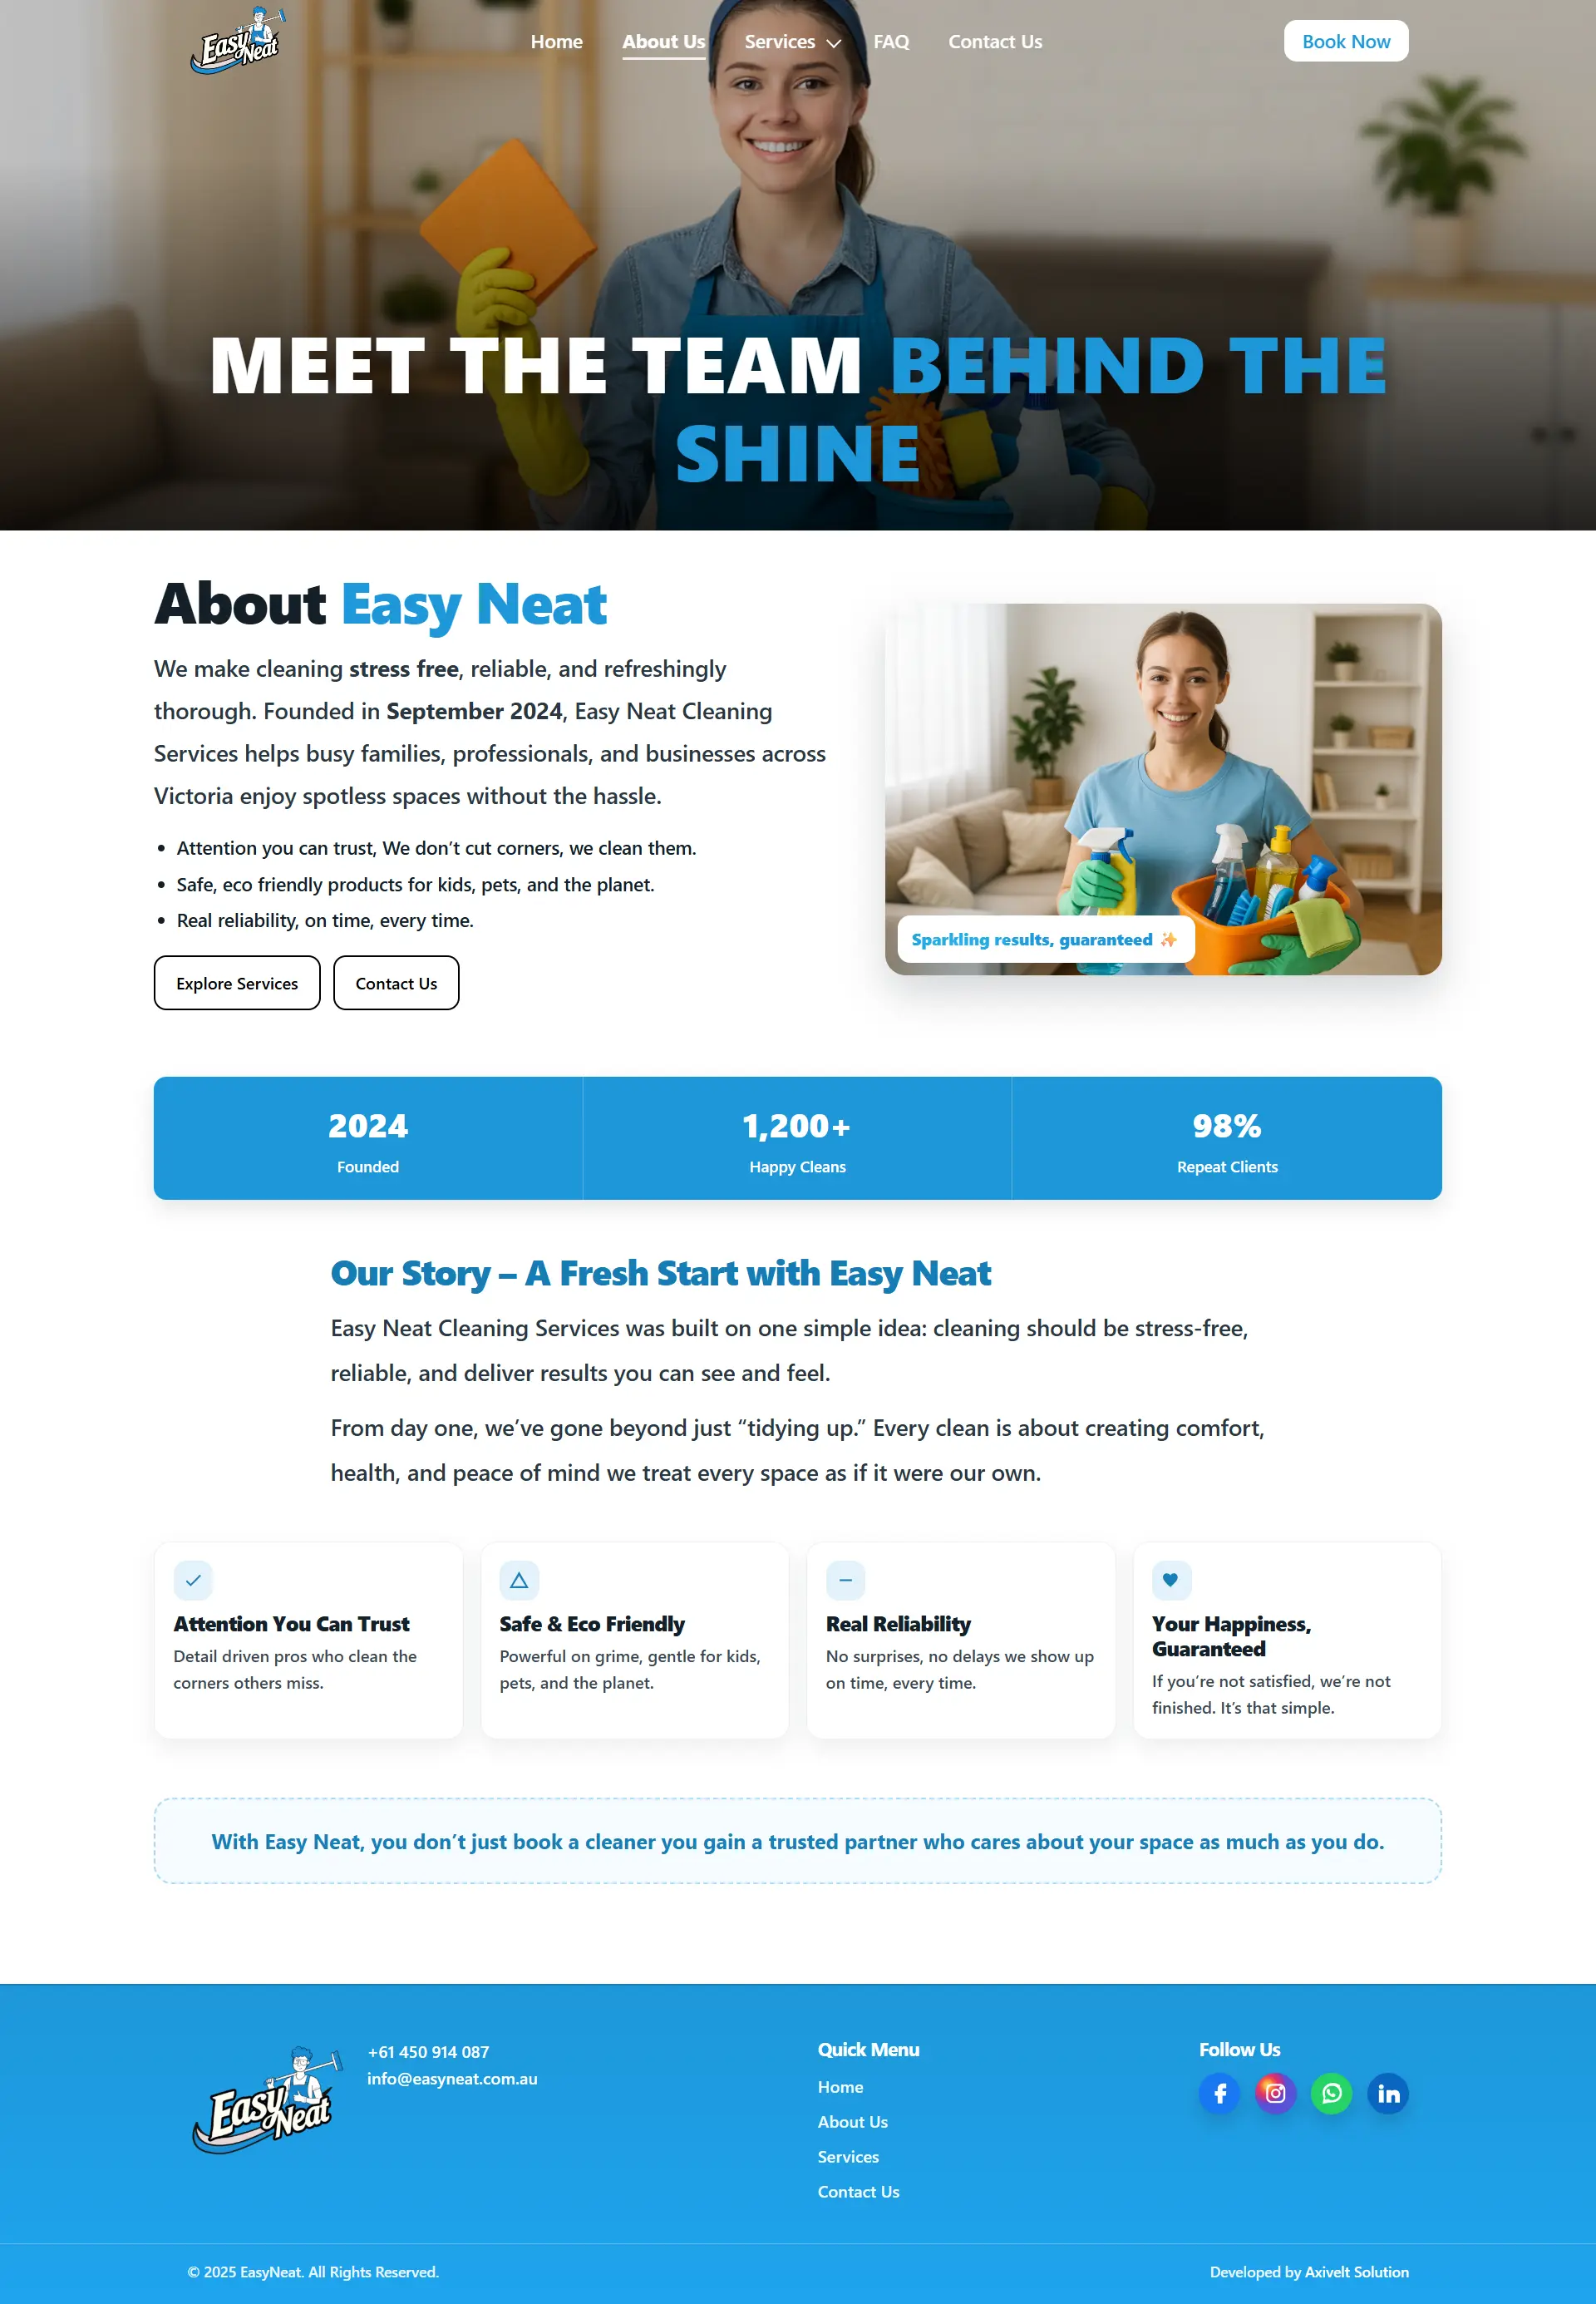 Easy Neat
Home
About Us
Services
FAQ
Contact Us
Book Now
MEET THE TEAM BEHIND THE
SHINE
About Easy Neat
We make cleaning stress free, reliable, and refreshingly
thorough. Founded in September 2024, Easy Neat Cleaning
Services helps busy families, professionals, and businesses across
Victoria enjoy spotless spaces without the hassle.
• Attention you can trust, We don’t cut corners, we clean them.
• Safe, eco friendly products for kids, pets, and the planet.
• Real reliability, on time, every time.
Explore Services
Contact Us
Sparkling results, guaranteed ✨
2024
Founded
1,200+
Happy Cleans
98%
Repeat Clients
Our Story – A Fresh Start with Easy Neat
Easy Neat Cleaning Services was built on one simple idea: cleaning should be stress-free,
reliable, and deliver results you can see and feel.
From day one, we’ve gone beyond just “tidying up.” Every clean is about creating comfort,
health, and peace of mind we treat every space as if it were our own.
Attention You Can Trust
Detail driven pros who clean the
corners others miss.
Safe & Eco Friendly
Powerful on grime, gentle for kids,
pets, and the planet.
Real Reliability
No surprises, no delays we show up
on time, every time.
Your Happiness,
Guaranteed
If you’re not satisfied, we’re not
finished. It’s that simple.
With Easy Neat, you don’t just book a cleaner you gain a trusted partner who cares about your space as much as you do.
Easy Neat
+61 450 914 087
info@easyneat.com.au
Quick Menu
Home
About Us
Services
Contact Us
Follow Us
© 2025 EasyNeat. All Rights Reserved.
Developed by Axivelt Solution